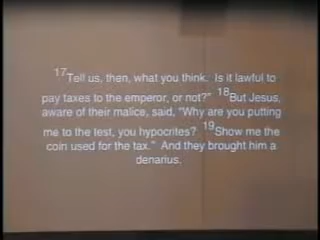 17Tell us, then, what you think. Is it lawful to
pay taxes to the emperor, or not?" 18But Jesus,
aware of their malice, said, "Why are you putting
me to the test, you hypocrites? 19Show me the
coin used for the tax." And they brought him a
denarius.